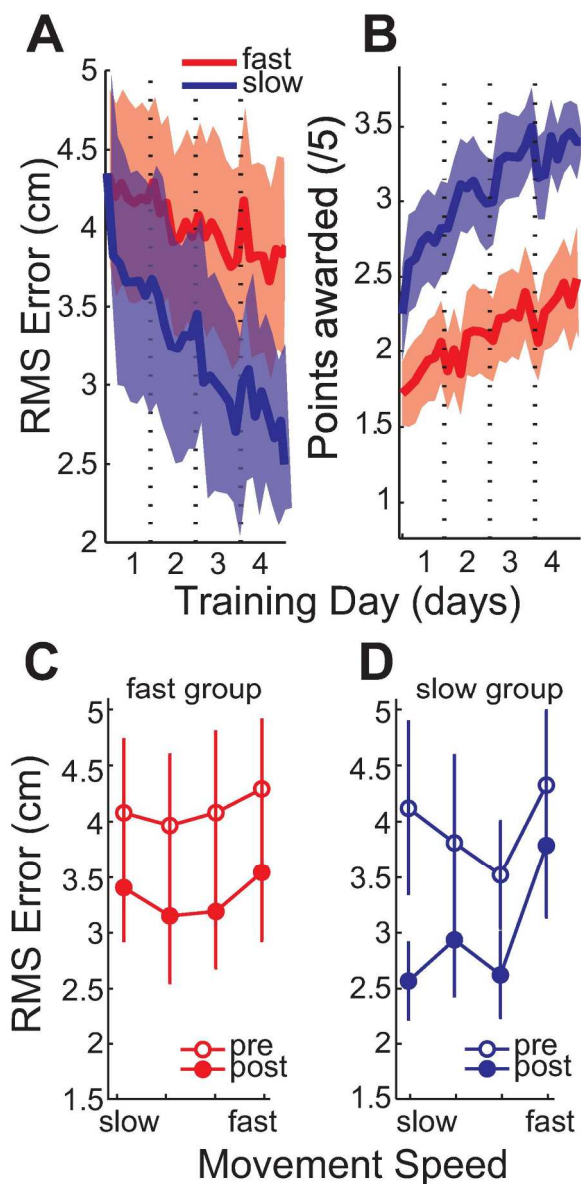 A
fast
slow
RMS Error (cm)
5
4.5
4
3.5
3
2.5
2
1 2 3 4
B
Points awarded (/5)
3.5
3
2.5
2
1.5
1
1 2 3 4
Training Day (days)
C
fast group
RMS Error (cm)
5
4.5
4
3.5
3
2.5
2
1.5
pre
post
slow fast
D
slow group
5
4.5
4
3.5
3
2.5
2
1.5
pre
post
slow fast
Movement Speed